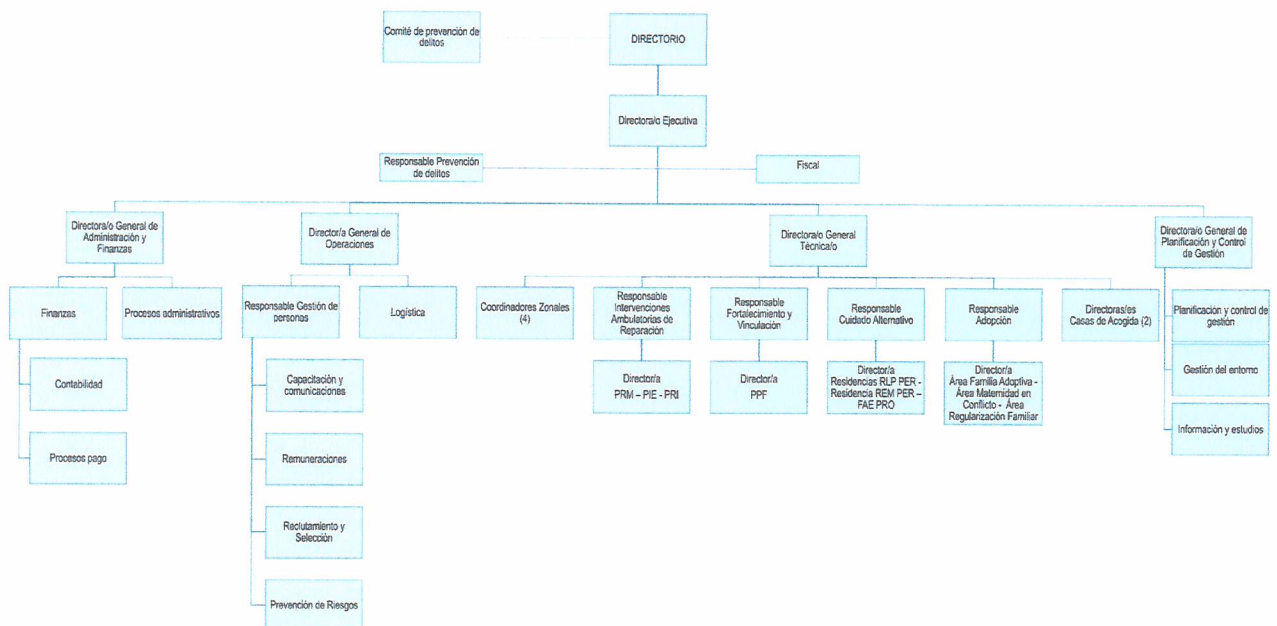 Comité de prevención de
delitos
DIRECTORIO
Directora/o Ejecutiva
Responsable Prevención
de delitos
Fiscal
Directora/o General de
Administración y
Finanzas
Director/a General de
Operaciones
Directora/o General
Técnica/o
Directora/o General de
Planificación y Control
de Gestión
Finanzas
Procesos administrativos
Responsable Gestión de
personas
Logística
Coordinadores Zonales
(4)
Responsable
Intervenciones
Ambulatorias de
Reparación
Responsable
Fortalecimiento y
Vinculación
Responsable
Cuidado Alternativo
Responsable
Adopción
Directoras/es
Casas de Acogida (2)
Planificación y control de
gestión
Contabilidad
Capacitación y
comunicaciones
Director/a
PRM – PIE - PRI
Director/a
PPF
Director/a
Residencias RLP PER -
Residencia REM PER –
FAE PRO
Director/a
Área Familia Adoptiva -
Área Maternidad en
Conflicto - Área
Regularización Familiar
Gestión del entorno
Procesos pago
Remuneraciones
Información y estudios
Reclutamiento y
Selección
Prevención de Riesgos